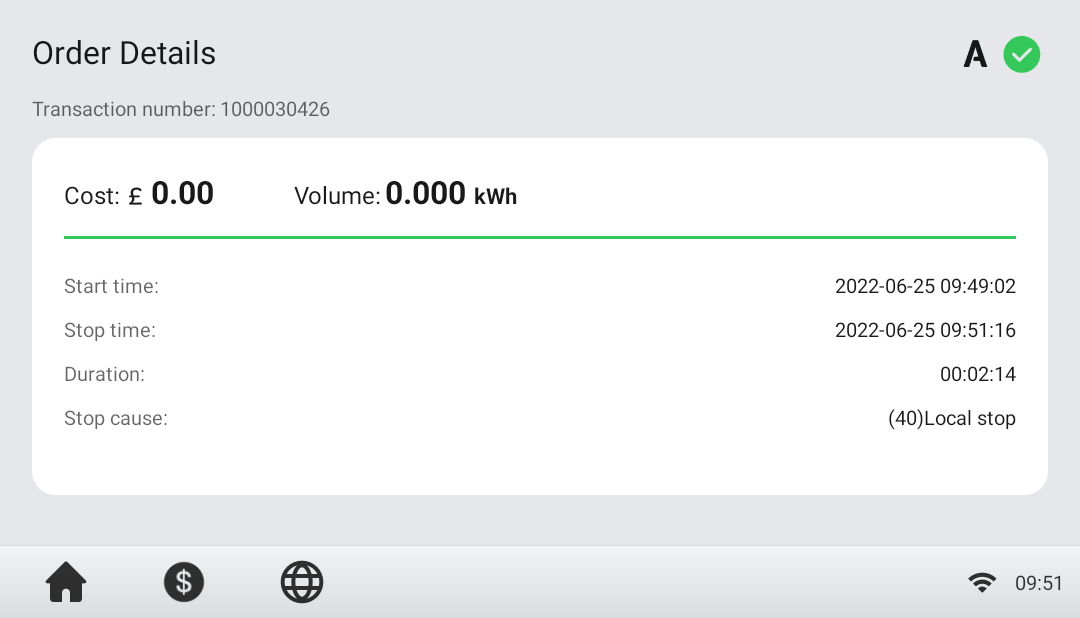 Order Details
A
Transaction number: 1000030426
Cost: £ 0.00 Volume: 0.000 kWh
Start time: 2022-06-25 09:49:02
Stop time: 2022-06-25 09:51:16
Duration: 00:02:14
Stop cause: (40)Local stop
$
09:51